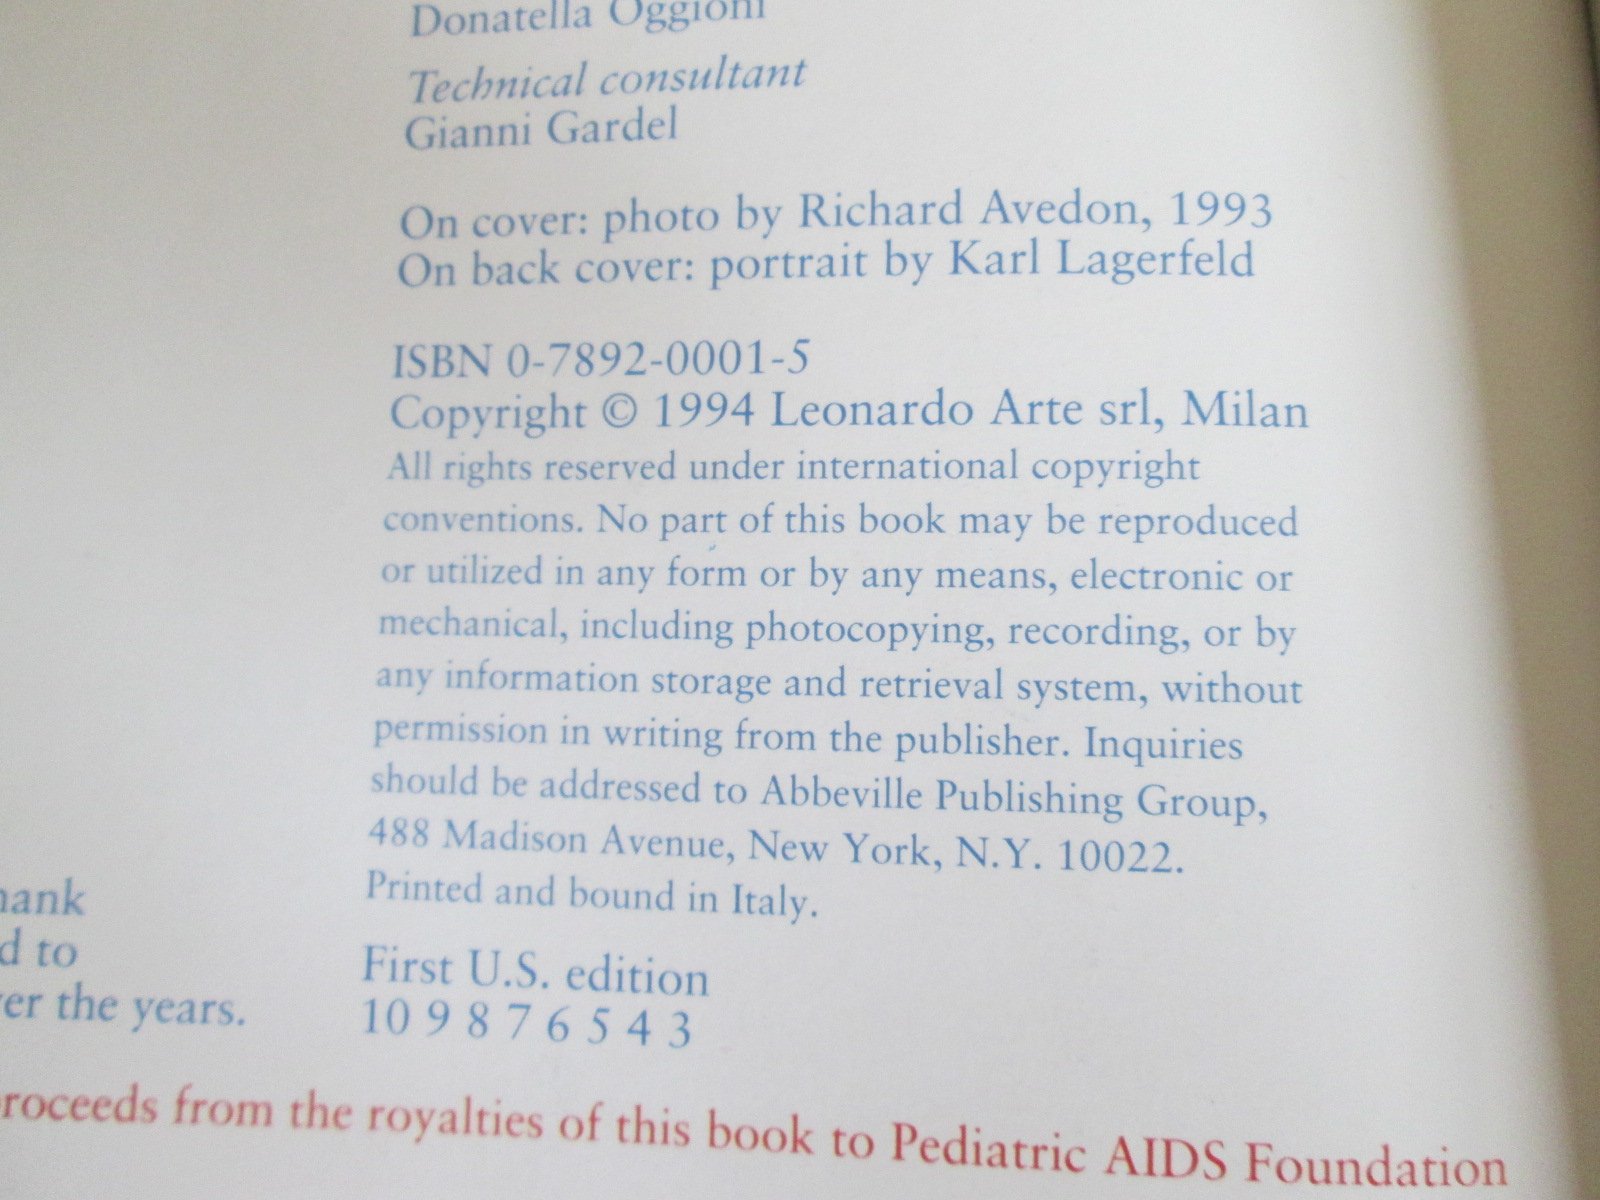 Donatella Oggioni
Technical consultant
Gianni Gardel
On cover: photo by Richard Avedon, 1993
On back cover: portrait by Karl Lagerfeld
ISBN 0-7892-0001-5
Copyright © 1994 Leonardo Arte srl, Milan
All rights reserved under international copyright
conventions. No part of this book may be reproduced
or utilized in any form or by any means, electronic or
mechanical, including photocopying, recording, or by
any information storage and retrieval system, without
permission in writing from the publisher. Inquiries
should be addressed to Abbeville Publishing Group,
488 Madison Avenue, New York, N.Y. 10022.
Printed and bound in Italy.
First U.S. edition
10 9 8 7 6 5 4 3
to
the years.
from the royalties of this book to Pediatric AIDS Foundation